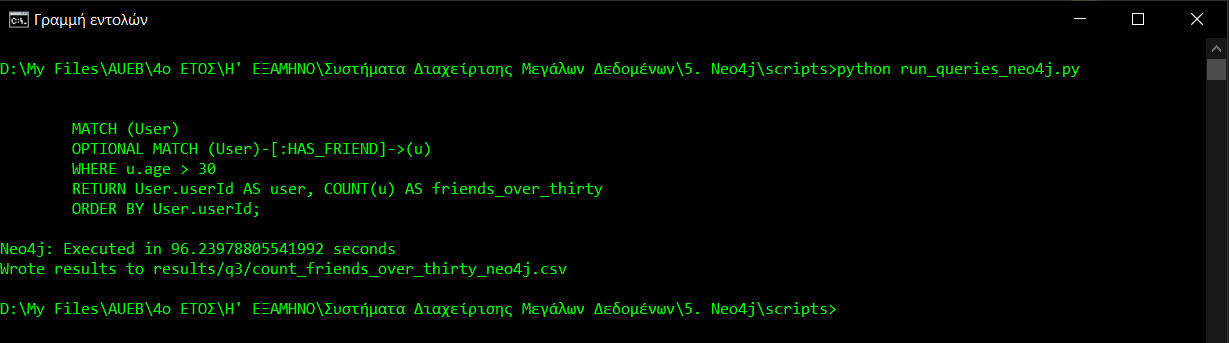 Γραμμή εντολών
D:\My Files\AUEB\4ο ΕΤΟΣ\Η' ΕΞΑΜΗΝΟ\Συστήματα Διαχείρισης Μεγάλων Δεδομένων\5. Neo4j\scripts>python run_queries_neo4j.py
MATCH (User)
OPTIONAL MATCH (User)-[:HAS_FRIEND]->(u)
WHERE u.age > 30
RETURN User.userId AS user, COUNT(u) AS friends_over_thirty
ORDER BY User.userId;
Neo4j: Executed in 96.23978805541992 seconds
Wrote results to results/q3/count_friends_over_thirty_neo4j.csv
D:\My Files\AUEB\4ο ΕΤΟΣ\Η' ΕΞΑΜΗΝΟ\Συστήματα Διαχείρισης Μεγάλων Δεδομένων\5. Neo4j\scripts>